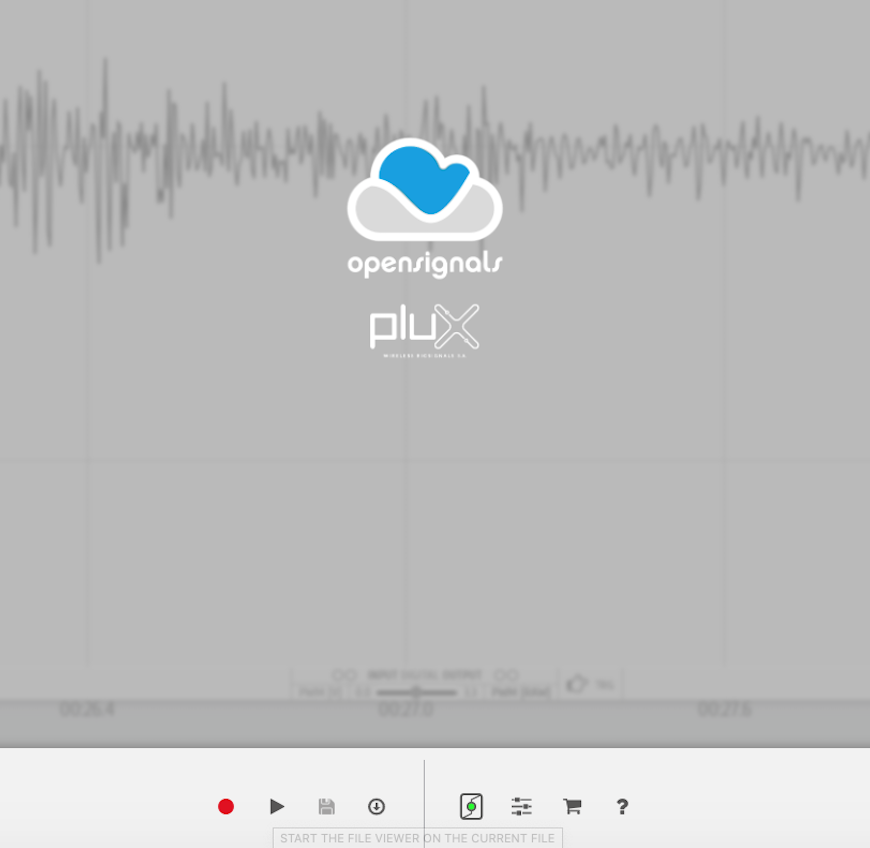 opensignals
plux
WIRELESS BIOSIGNALS SA
INPUT DIGITAL OUTPUT
00:26.4
00:27.0
00:27.6
?
START THE FILE VIEWER ON THE CURRENT FILE